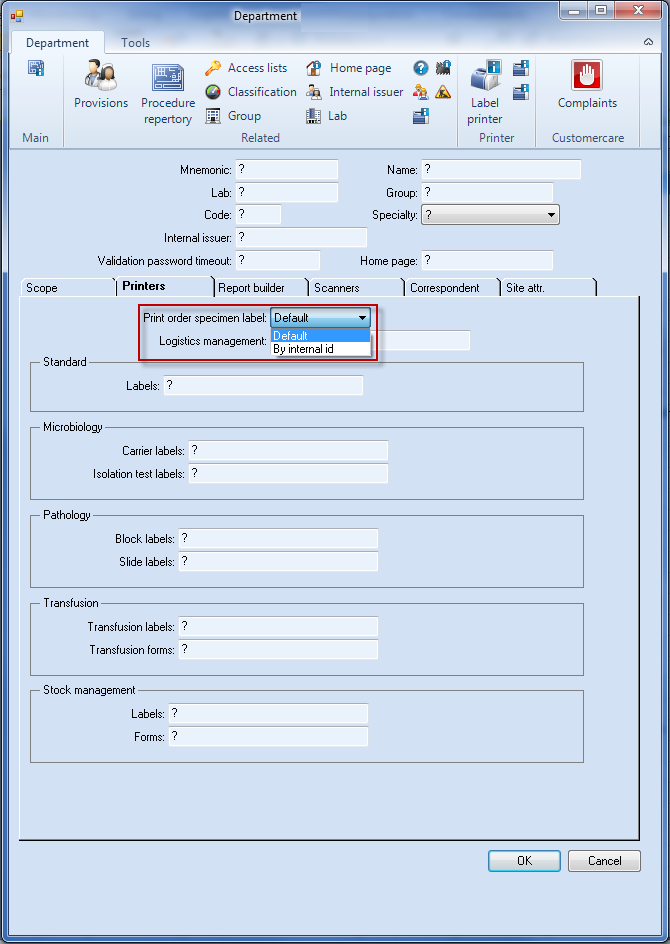 Department
Department Tools
Access lists Home page
Provisions Procedure repertory Classification Internal issuer Label printer Complaints
Group Lab
Main Related Printer Customercare
Mnemonic: ? Name: ?
Lab: ? Group: ?
Code: ? Specialty: ?
Internal issuer: ?
Validation password timeout: ? Home page: ?
Scope Printers Report builder Scanners Correspondent Site attr.
Print order specimen label: Default
Default
Logistics management:
By internal id
Standard
Labels: ?
Microbiology
Carrier labels: ?
Isolation test labels: ?
Pathology
Block labels: ?
Slide labels: ?
Transfusion
Transfusion labels: ?
Transfusion forms: ?
Stock management
Labels: ?
Forms: ?
OK Cancel